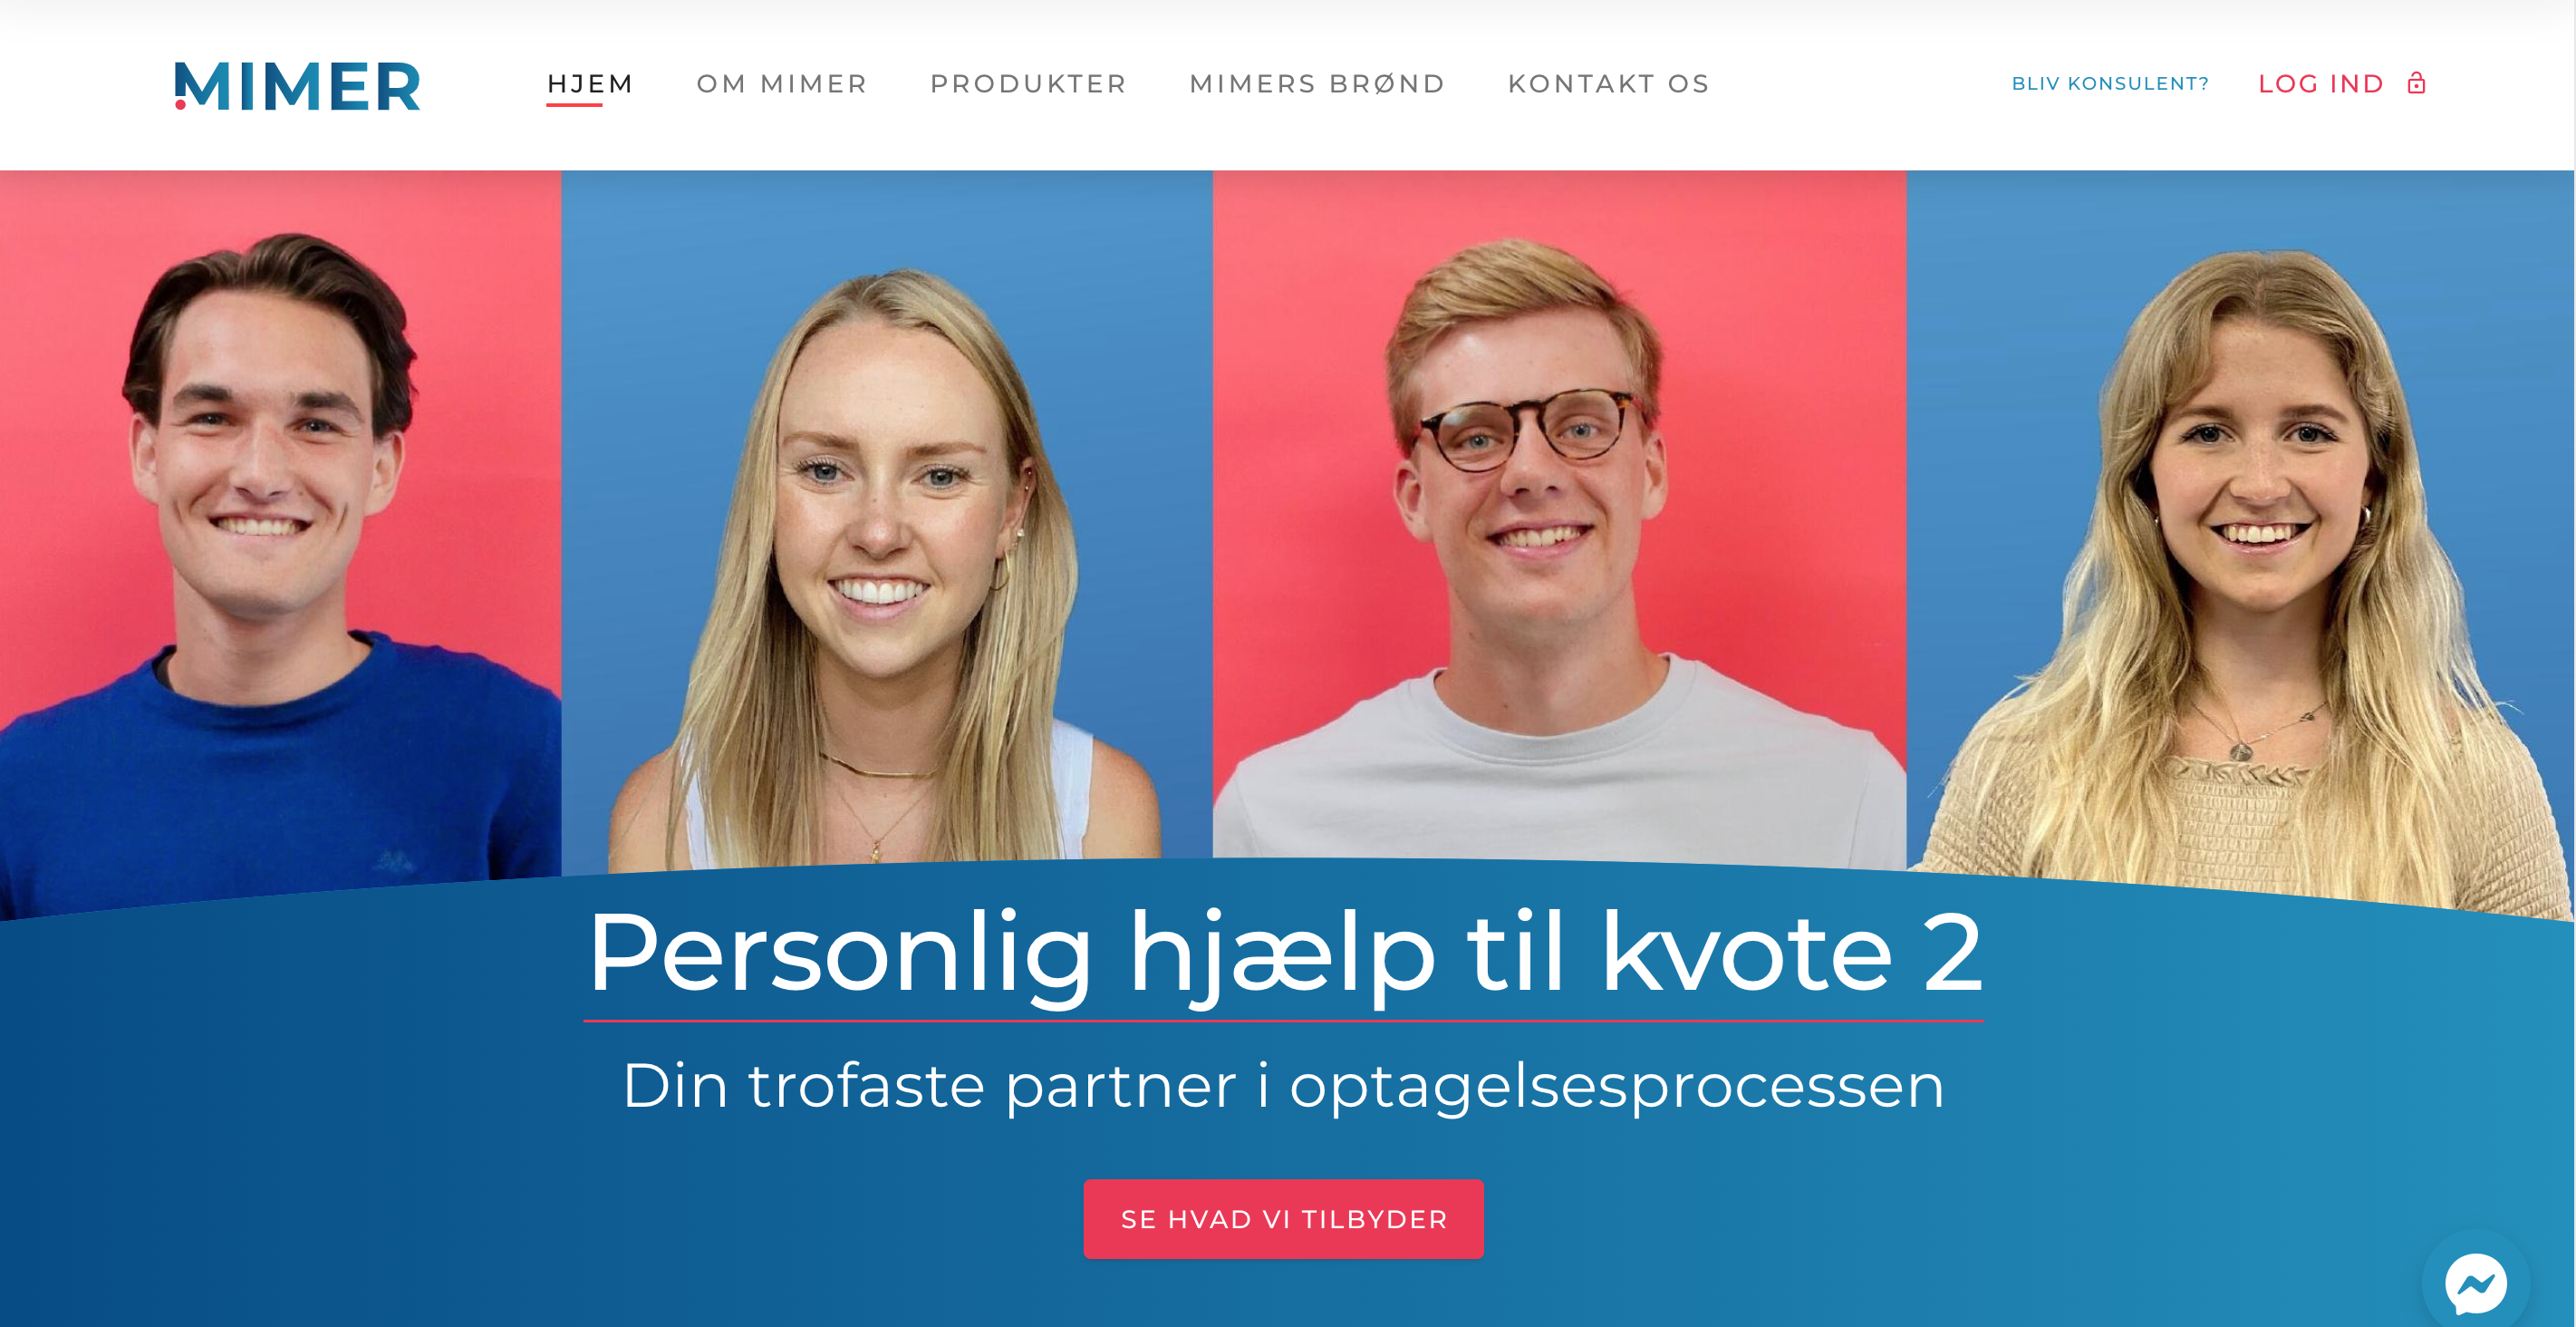 MIMER
HJEM
OM MIMER
PRODUKTER
MIMERS BRØND
KONTAKT OS
BLIV KONSULENT?
LOG IND
Personlig hjælp til kvote 2
Din trofaste partner i optagelsesprocessen
SE HVAD VI TILBYDER